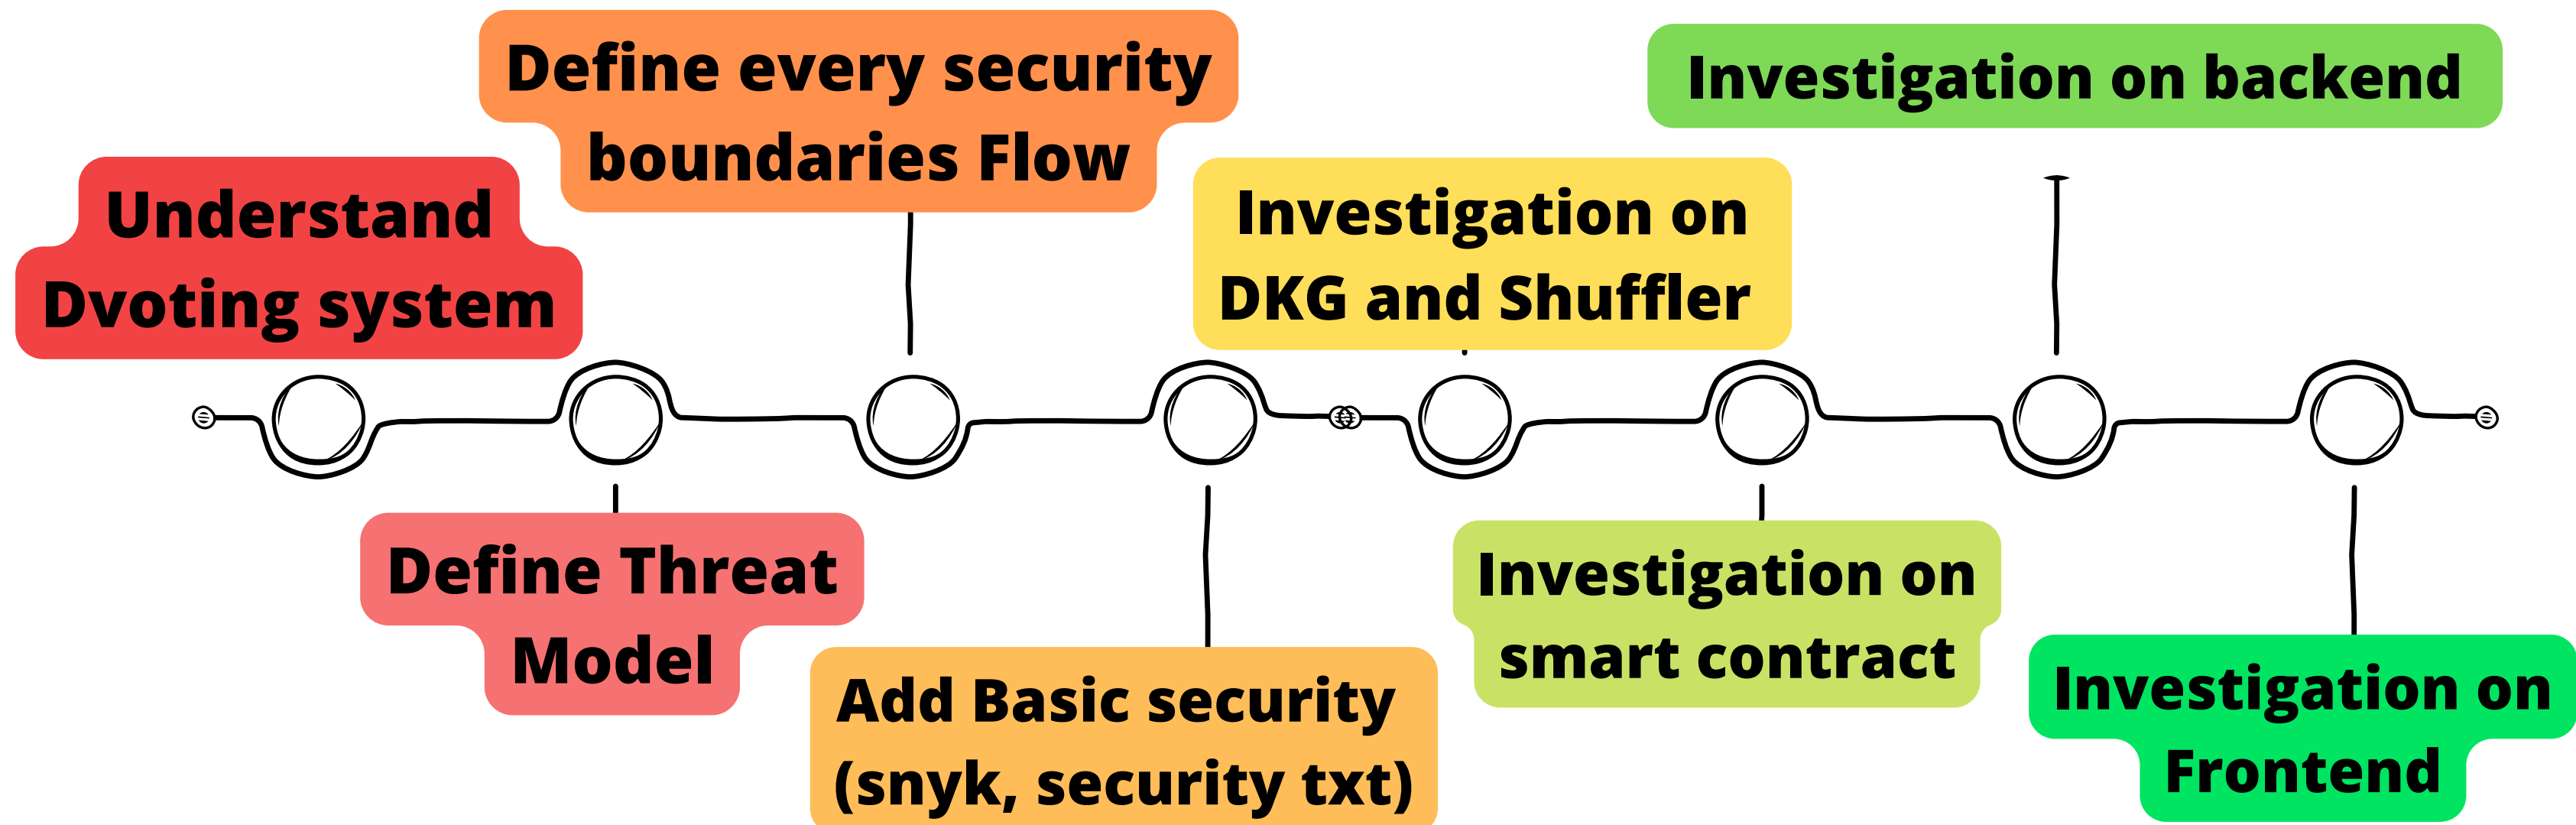 Understand
Dvoting system
Define Threat
Model
Define every security
boundaries Flow
Add Basic security
(snyk, security txt)
Investigation on
DKG and Shuffler
Investigation on
smart contract
Investigation on backend
Investigation on
Frontend